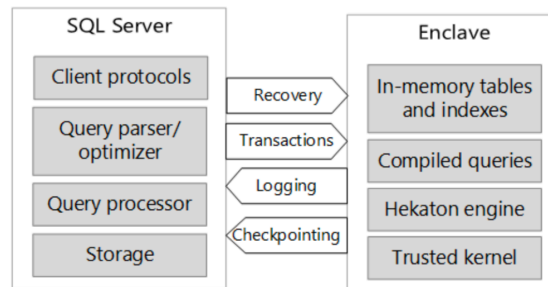 SQL Server
Client protocols
Query parser/
optimizer
Query processor
Storage
Recovery
Transactions
Logging
Checkpointing
Enclave
In-memory tables
and indexes
Compiled queries
Hekaton engine
Trusted kernel